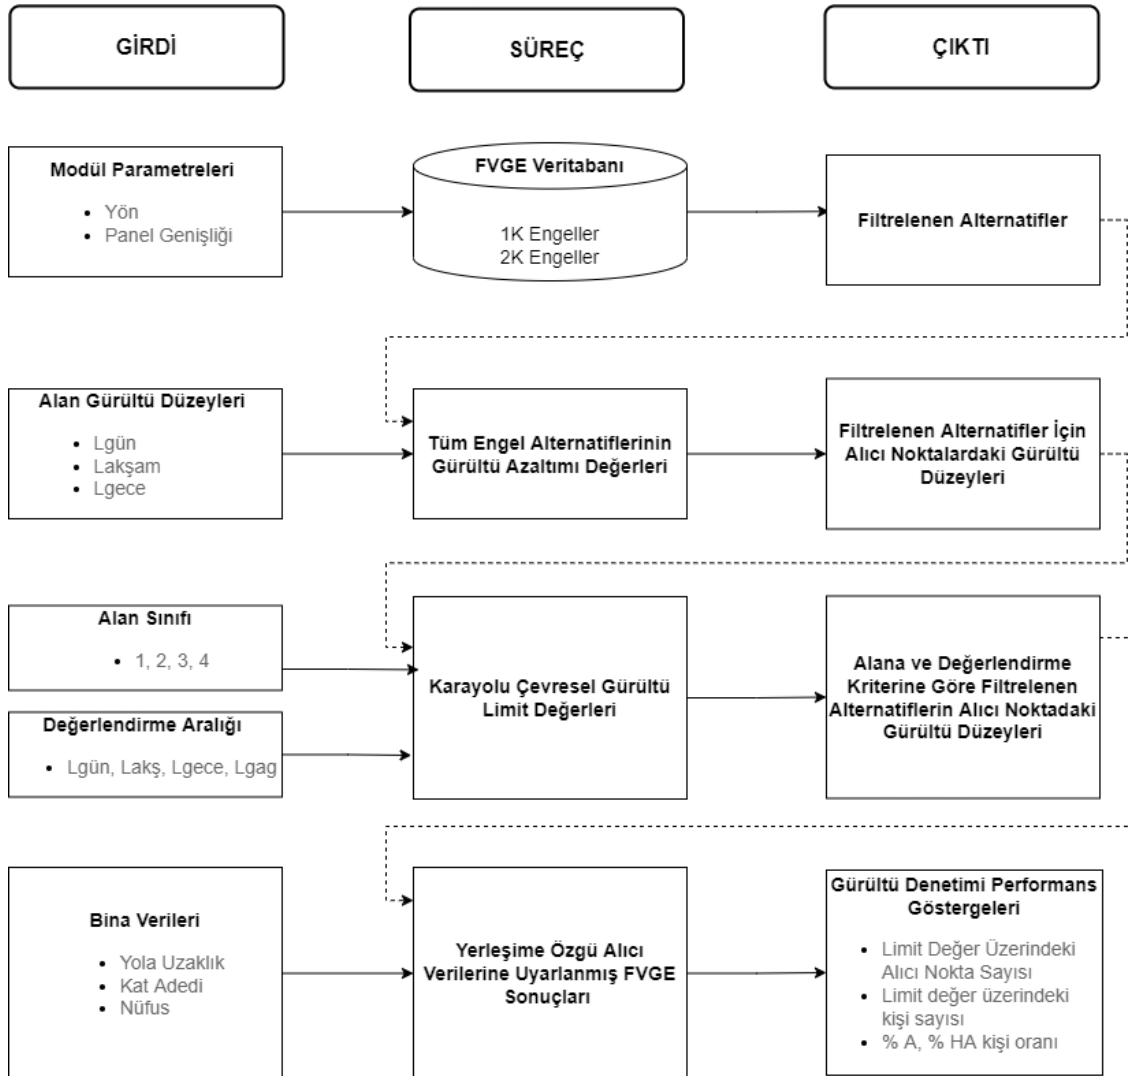 GİRDİ
SÜREÇ
ÇIKTI
Modül Parametreleri
• Yön
• Panel Genişliği
FVGE Veritabanı
1K Engeller
2K Engeller
Filtrelenen Alternatifler
Alan Gürültü Düzeyleri
• Lgün
• Lakşam
• Lgece
Tüm Engel Alternatiflerinin
Gürültü Azaltımı Değerleri
Filtrelenen Alternatifler İçin
Alıcı Noktalardaki Gürültü
Düzeyleri
Alan Sınıfı
• 1, 2, 3, 4
Değerlendirme Aralığı
• Lgün, Lakş, Lgece, Lgag
Karayolu Çevresel Gürültü
Limit Değerleri
Alana ve Değerlendirme
Kriterine Göre Filtrelenen
Alternatiflerin Alıcı Noktadaki
Gürültü Düzeyleri
Bina Verileri
• Yola Uzaklık
• Kat Adedi
• Nüfus
Yerleşime Özgü Alıcı
Verilerine Uyarlanmış FVGE
Sonuçları
Gürültü Denetimi Performans
Göstergeleri
• Limit Değer Üzerindeki
Alıcı Nokta Sayısı
• Limit değer üzerindeki
kişi sayısı
• % A, % HA kişi oranı